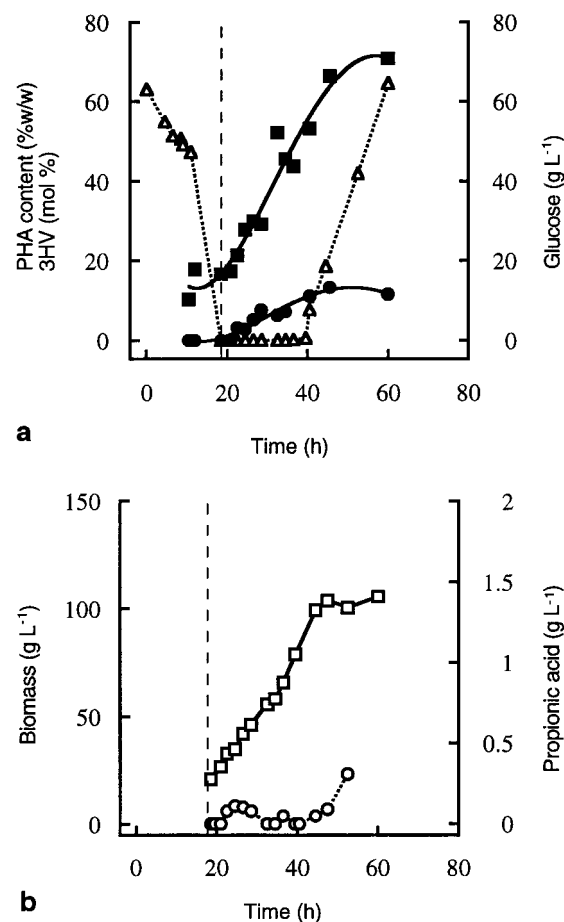 80
60
40
20
0
PHA content (%w/w)
3HV (mol %)
80
60
40
20
0
Glucose (g L⁻¹)
0 20 40 60 80
Time (h)
a
150
100
50
0
Biomass (g L⁻¹)
2
1.5
1
0.5
0
Propionic acid (g L⁻¹)
0 20 40 60 80
Time (h)
b